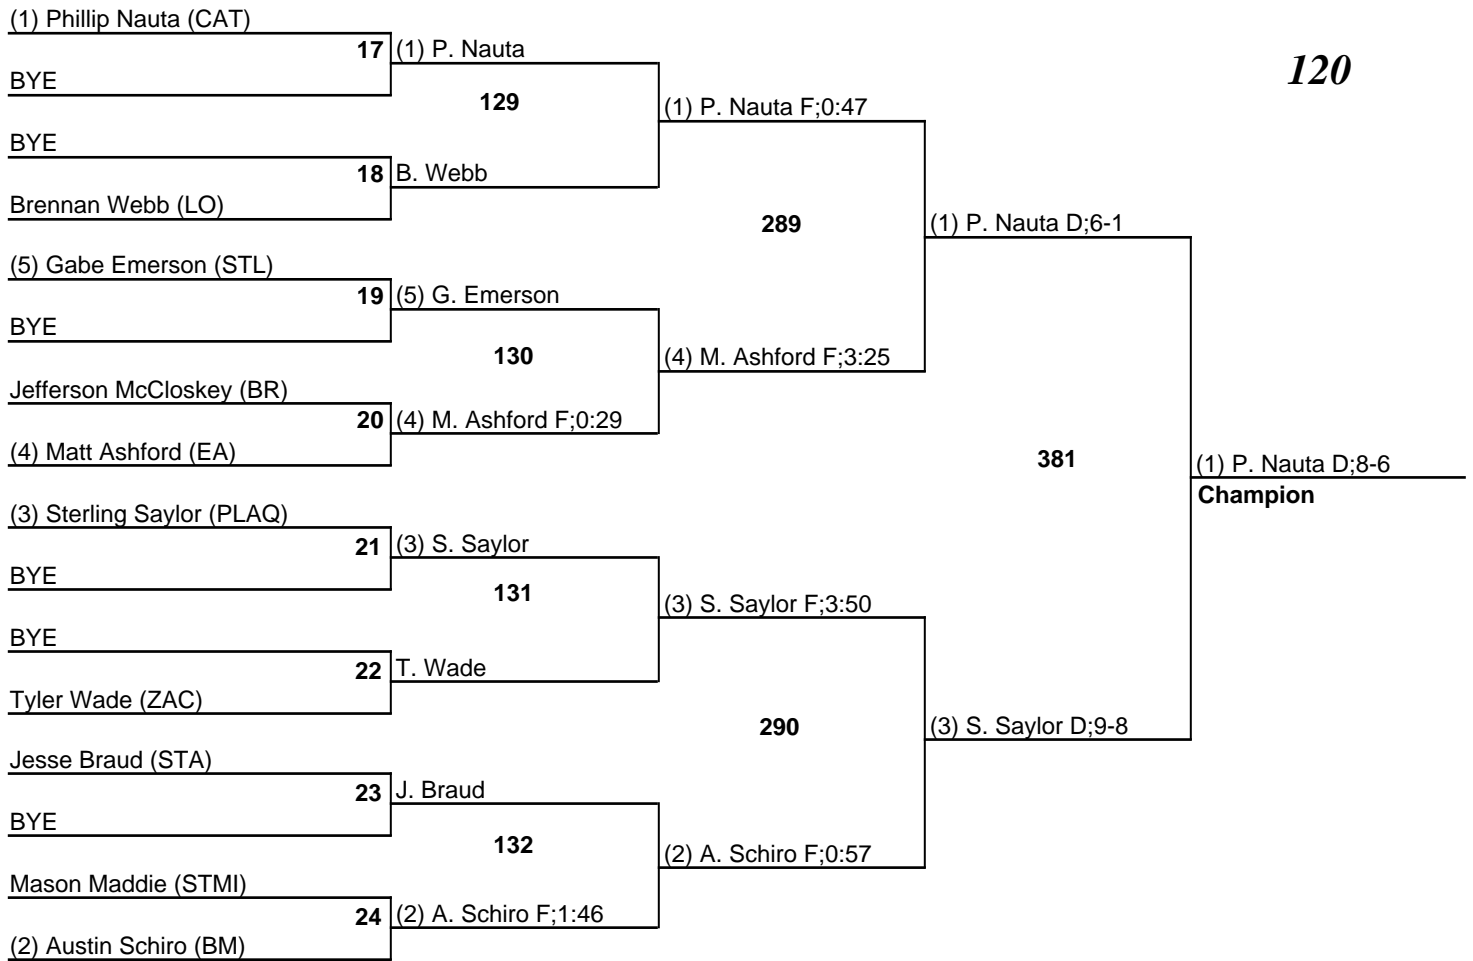 (1) Phillip Nauta (CAT)
17
(1) P. Nauta
120
BYE
129
(1) P. Nauta F;0:47
BYE
18
B. Webb
Brennan Webb (LO)
289
(1) P. Nauta D;6-1
(5) Gabe Emerson (STL)
19
(5) G. Emerson
BYE
130
(4) M. Ashford F;3:25
Jefferson McCloskey (BR)
20
(4) M. Ashford F;0:29
(4) Matt Ashford (EA)
381
(1) P. Nauta D;8-6
Champion
(3) Sterling Saylor (PLAQ)
21
(3) S. Saylor
BYE
131
(3) S. Saylor F;3:50
BYE
22
T. Wade
Tyler Wade (ZAC)
290
(3) S. Saylor D;9-8
Jesse Braud (STA)
23
J. Braud
BYE
132
(2) A. Schiro F;0:57
Mason Maddie (STMI)
24
(2) A. Schiro F;1:46
(2) Austin Schiro (BM)